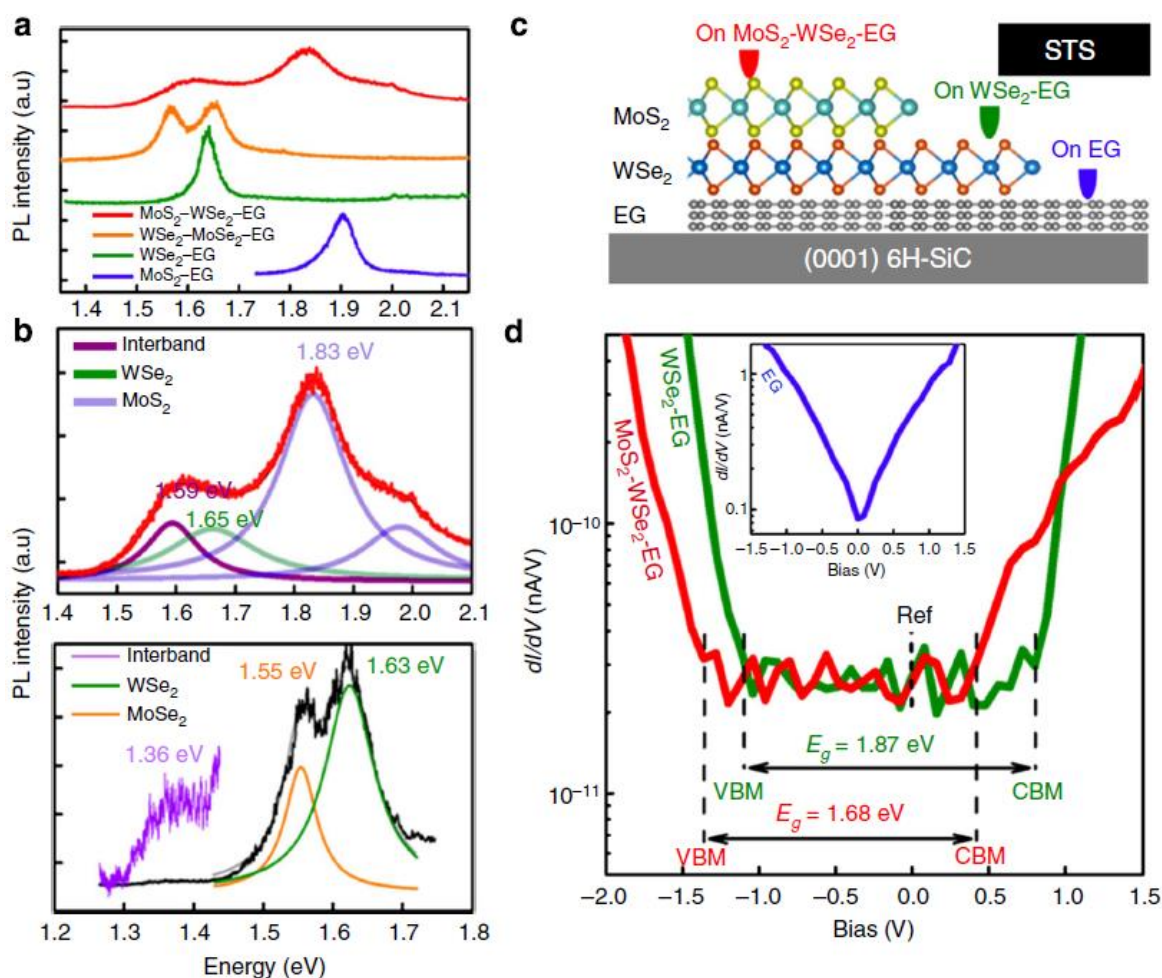 a
PL intensity (a.u)
MoS₂–WSe₂–EG
WSe₂–MoSe₂–EG
WSe₂–EG
MoS₂–EG
1.4 1.5 1.6 1.7 1.8 1.9 2.0 2.1
b
Interband
WSe₂
MoS₂
1.83 eV
1.59 eV
1.65 eV
1.4 1.5 1.6 1.7 1.8 1.9 2.0 2.1
PL intensity (a.u)
Interband
WSe₂
MoSe₂
1.55 eV
1.63 eV
1.36 eV
1.2 1.3 1.4 1.5 1.6 1.7 1.8
Energy (eV)
c
On MoS₂-WSe₂-EG
STS
On WSe₂-EG
On EG
MoS₂
WSe₂
EG
(0001) 6H-SiC
d
dI/dV (nA/V)
10⁻¹⁰
10⁻¹¹
MoS₂-WSe₂-EG
WSe₂-EG
EG
dI/dV (nA/V)
1
0.1
−1.5 −1.0 −0.5 0.0 0.5 1.0 1.5
Bias (V)
Ref
E_g = 1.87 eV
VBM
CBM
E_g = 1.68 eV
VBM
CBM
−2.0 −1.5 −1.0 −0.5 0.0 0.5 1.0 1.5
Bias (V)